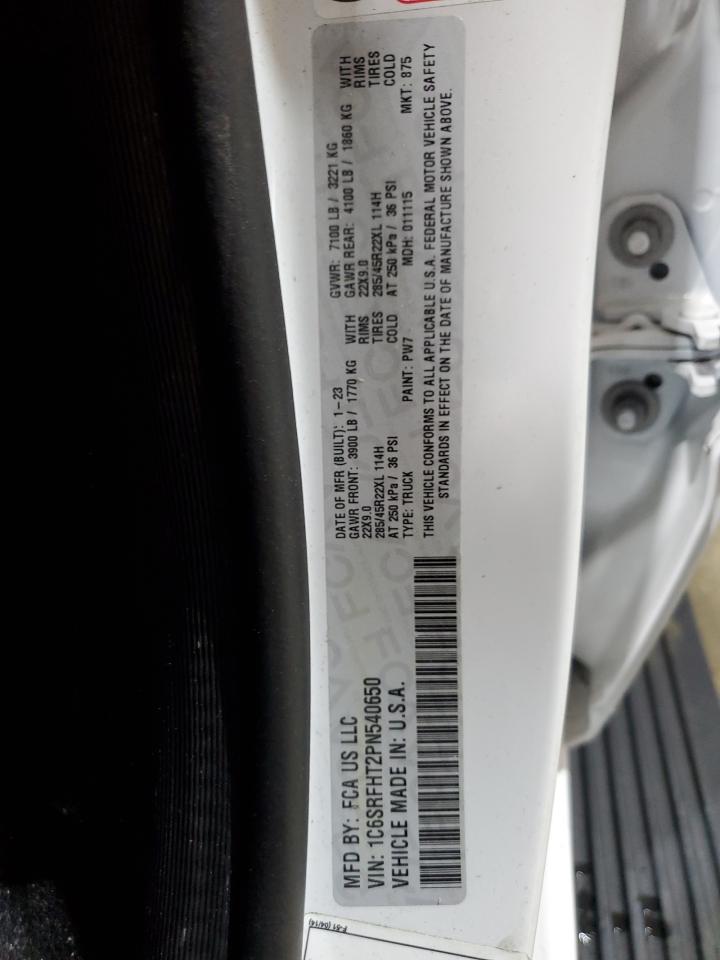 MFD BY: FCA US LLC
VIN: 1C6SRFHT2PN540650
VEHICLE MADE IN: U.S.A.
DATE OF MFR (BUILT): 1-23 GVWR: 7100 LB / 3221 KG
GAWR FRONT: 3900 LB / 1770 KG WITH GAWR REAR: 4100 LB / 1860 KG WITH
22X9.0 RIMS 22X9.0 RIMS
285/45R22XL 114H TIRES 285/45R22XL 114H TIRES
AT 250 kPa / 36 PSI COLD AT 250 kPa / 36 PSI COLD
TYPE: TRUCK PAINT: PW7 MDH: 011115 MKT: 875
THIS VEHICLE CONFORMS TO ALL APPLICABLE U.S.A. FEDERAL MOTOR VEHICLE SAFETY
STANDARDS IN EFFECT ON THE DATE OF MANUFACTURE SHOWN ABOVE.
F-51 (04/14)